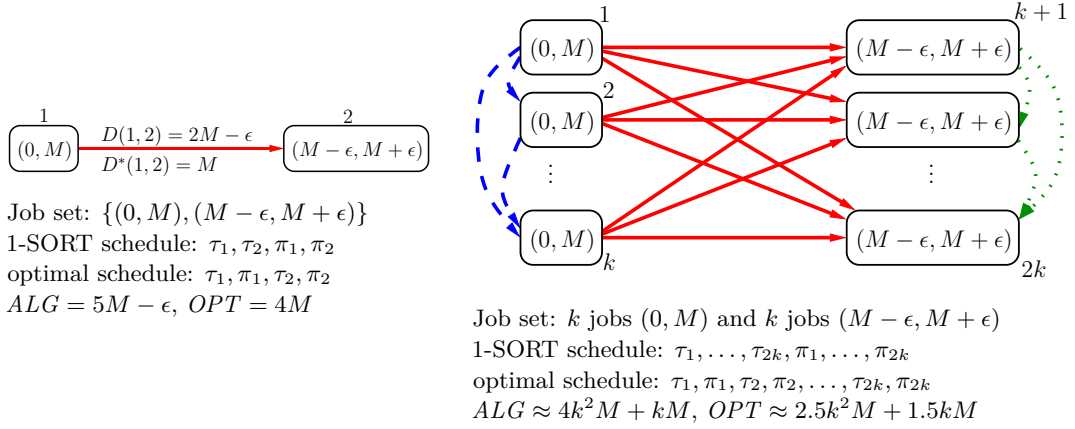 1
2
(0, M)
D(1, 2) = 2M − ϵ
D*(1, 2) = M
(M − ϵ, M + ϵ)
Job set: {(0, M), (M − ϵ, M + ϵ)}
1-SORT schedule: τ₁, τ₂, π₁, π₂
optimal schedule: τ₁, π₁, τ₂, π₂
ALG = 5M − ϵ, OPT = 4M
1
k + 1
(0, M)
(M − ϵ, M + ϵ)
2
(0, M)
(M − ϵ, M + ϵ)
⋮
⋮
(0, M)
(M − ϵ, M + ϵ)
k
2k
Job set: k jobs (0, M) and k jobs (M − ϵ, M + ϵ)
1-SORT schedule: τ₁, . . . , τ₂ₖ, π₁, . . . , π₂ₖ
optimal schedule: τ₁, π₁, τ₂, π₂, . . . , τ₂ₖ, π₂ₖ
ALG ≈ 4k²M + kM, OPT ≈ 2.5k²M + 1.5kM